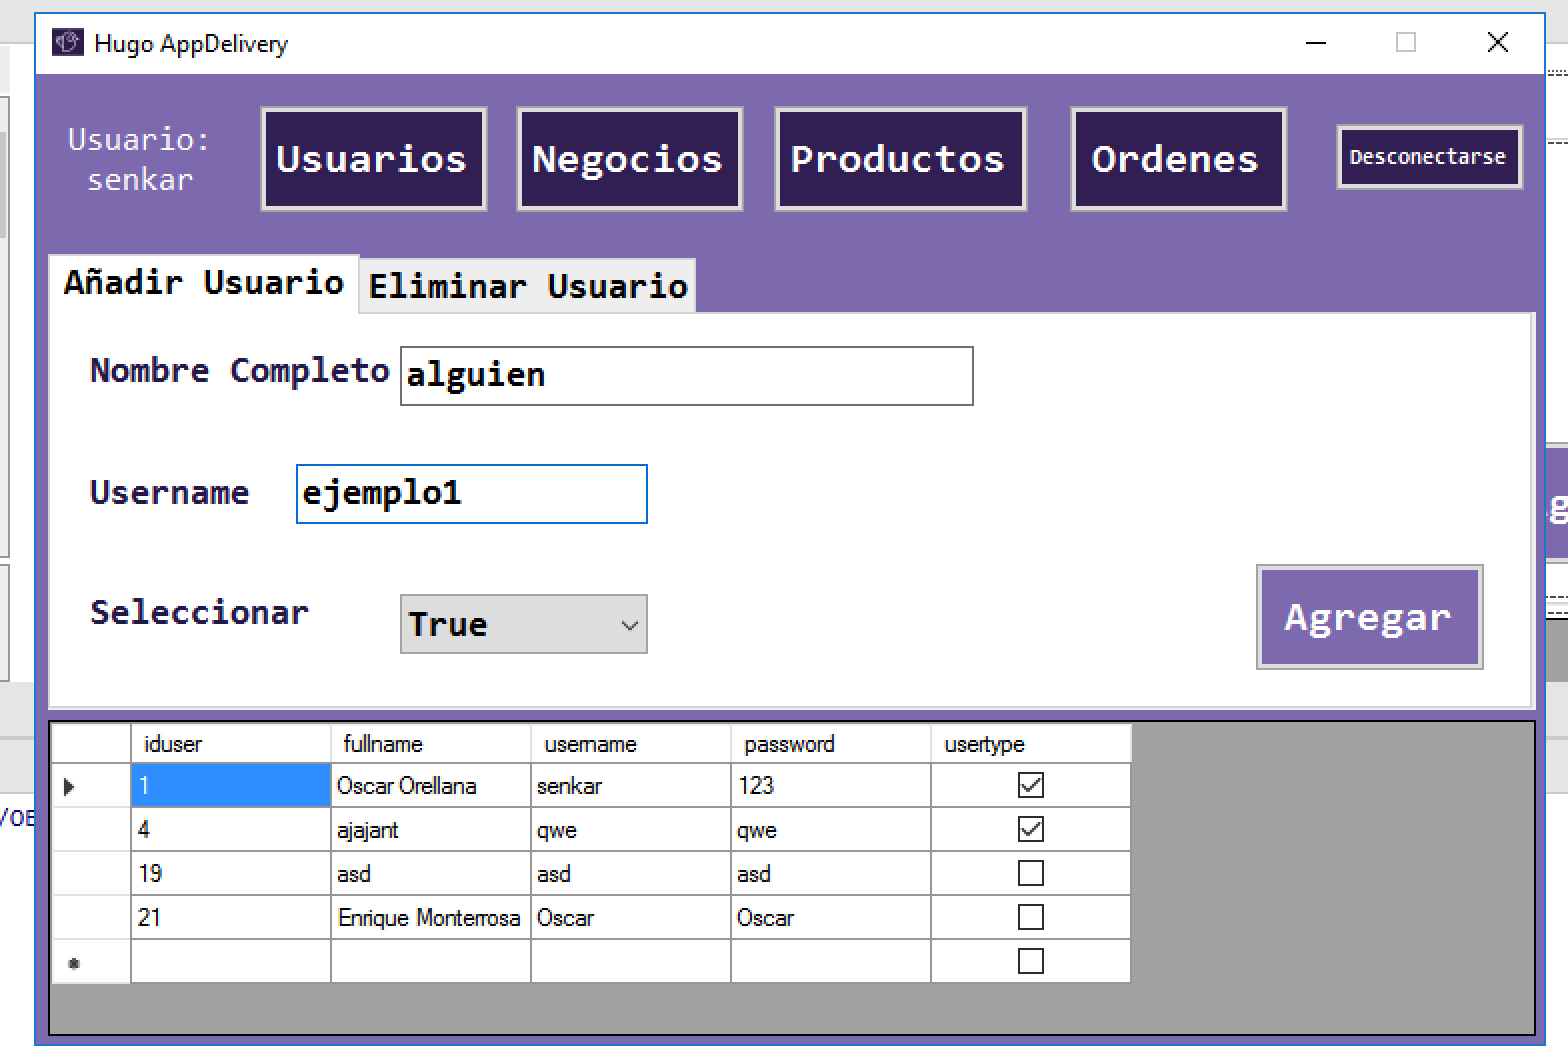 Hugo AppDelivery
Usuario:
senkar
Usuarios
Negocios
Productos
Ordenes
Desconectarse
Añadir Usuario
Eliminar Usuario
Nombre Completo alguien
Username ejemplo1
Seleccionar True
Agregar
iduser fullname username password usertype
1 Oscar Orellana senkar 123
4 ajajant qwe qwe
19 asd asd asd
21 Enrique Monterrosa Oscar Oscar